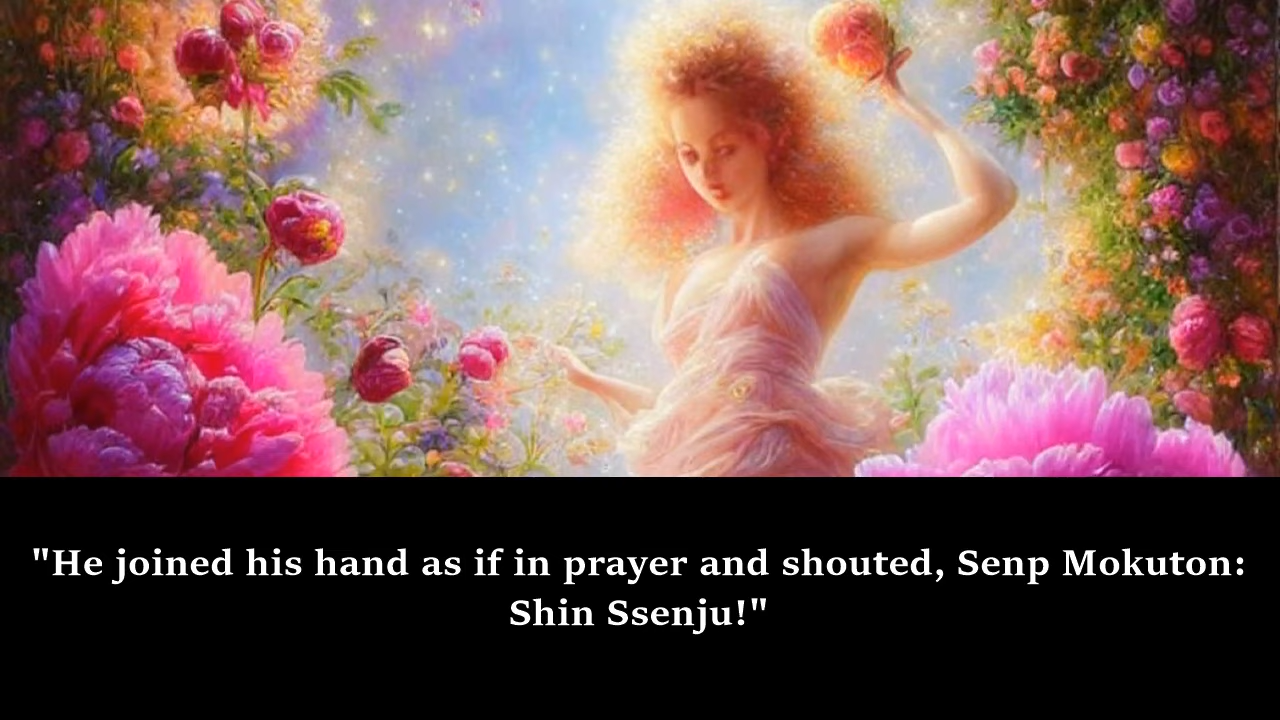 "He joined his hand as if in prayer and shouted, Senp Mokuton:
Shin Ssenju!"